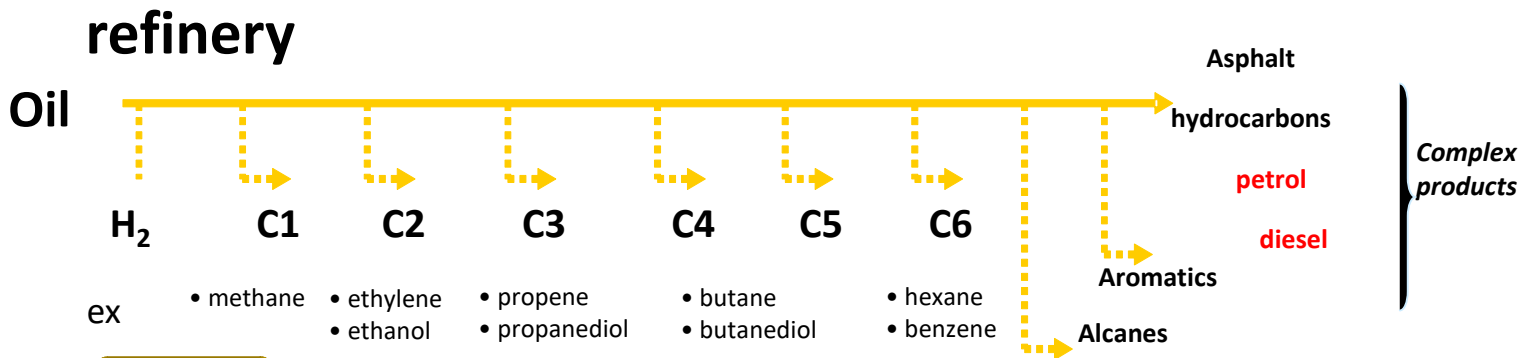 refinery
Oil
Asphalt
hydrocarbons
petrol
diesel
Complex
products
H₂ C1 C2 C3 C4 C5 C6
Aromatics
Alcanes
ex
• methane
• ethylene
• ethanol
• propene
• propanediol
• butane
• butanediol
• hexane
• benzene